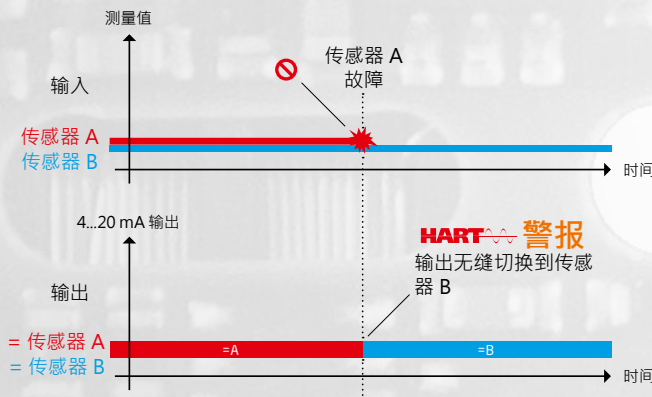 测量值
传感器 A
故障
输入
传感器 A
传感器 B
时间
4...20 mA 输出
HART 警报
输出无缝切换到传感
器 B
输出
= 传感器 A
= 传感器 B
=A
=B
时间